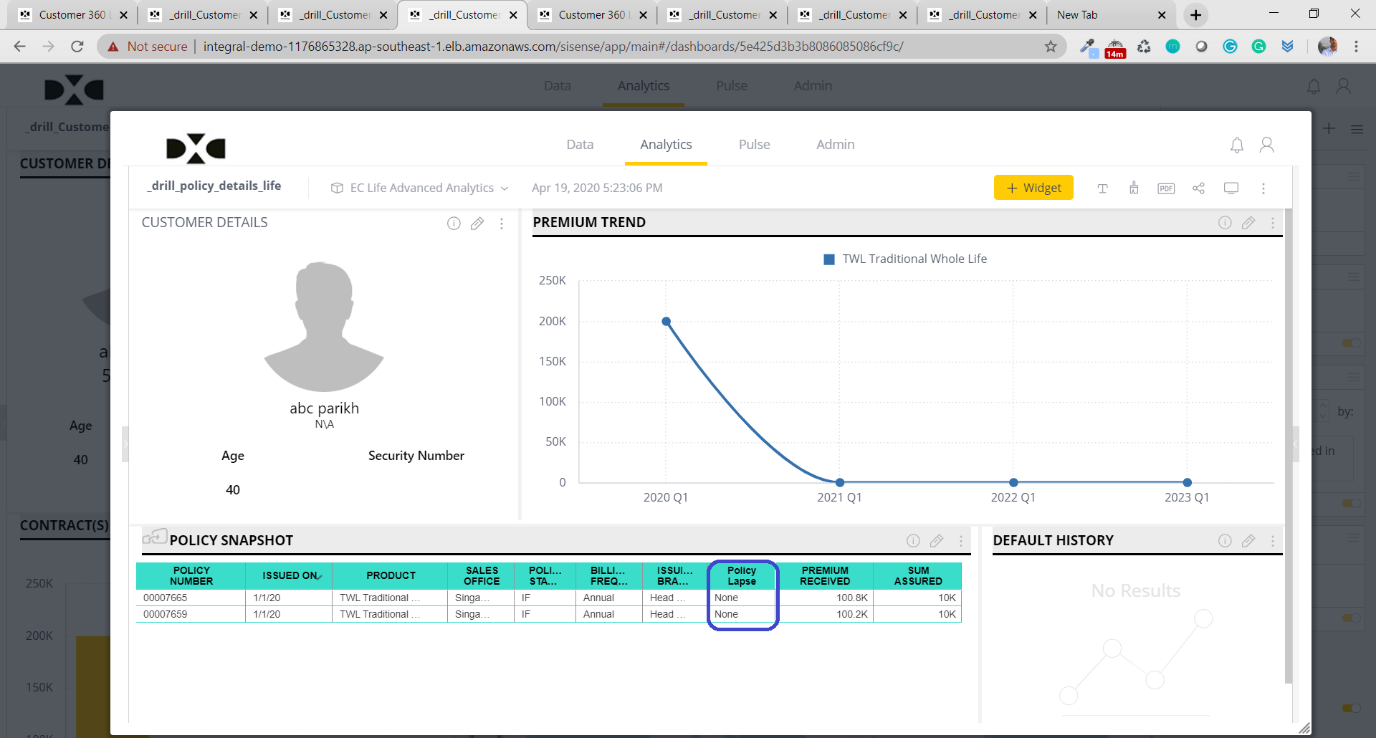 Customer 360 l
_drill_Customer
_drill_Customer
_drill_Customer
Customer 360 l
_drill_Customer
_drill_Customer
_drill_Customer
New Tab
Not secure
integral-demo-1176865328.ap-southeast-1.elb.amazonaws.com/sisense/app/main#/dashboards/5e425d3b3b8086085086cf9c/
14m
Data
Analytics
Pulse
Admin
_drill_Custome
CUSTOMER DE
a
5
Age
40
by:
ed in
CONTRACT(S)
250K
200K
150K
100K
Data
Analytics
Pulse
Admin
_drill_policy_details_life
EC Life Advanced Analytics
Apr 19, 2020 5:23:06 PM
+ Widget
PDF
CUSTOMER DETAILS
abc parikh
N\A
Age
Security Number
40
PREMIUM TREND
TWL Traditional Whole Life
250K
200K
150K
100K
50K
0
2020 Q1
2021 Q1
2022 Q1
2023 Q1
POLICY SNAPSHOT
POLICY NUMBER ISSUED ON PRODUCT SALES OFFICE POLI... STA... BILLI... FREQ... ISSUI... BRA... Policy Lapse PREMIUM RECEIVED SUM ASSURED
00007665 1/1/20 TWL Traditional ... Singa... IF Annual Head ... None 100.8K 10K
00007659 1/1/20 TWL Traditional ... Singa... IF Annual Head ... None 100.2K 10K
DEFAULT HISTORY
No Results